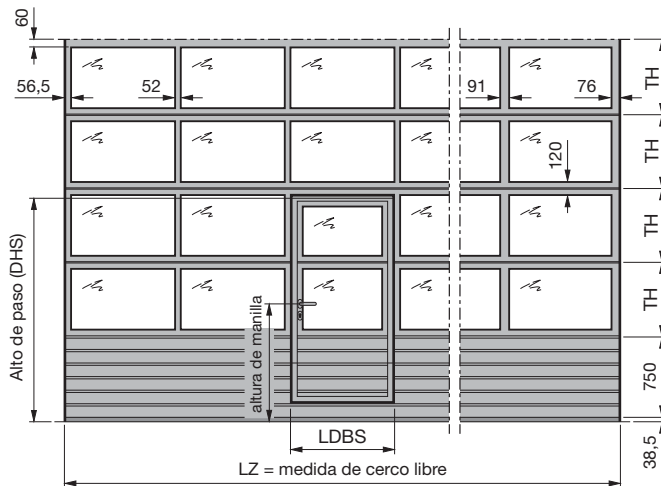 60
56,5
52
91
76
TH
TH
120
TH
TH
Alto de paso (DHS)
altura de manilla
750
38,5
LDBS
LZ = medida de cerco libre